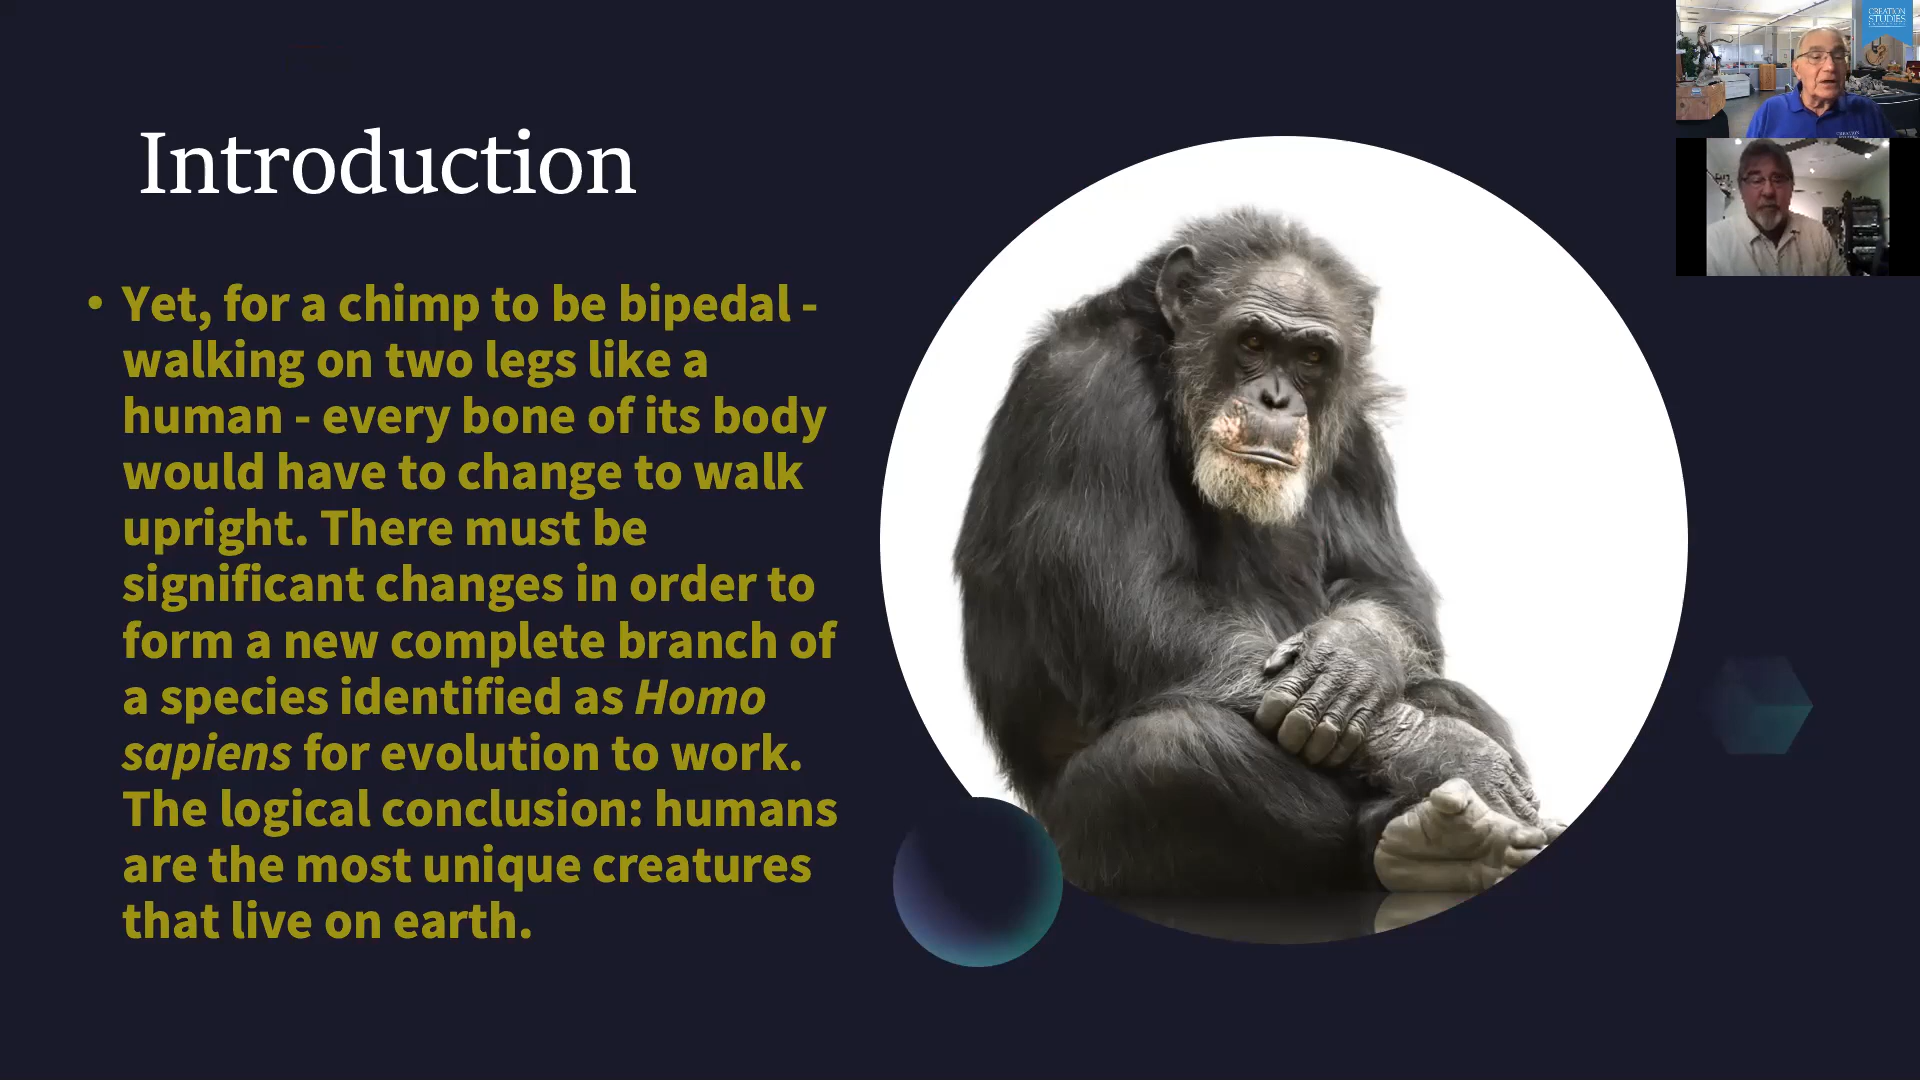 Introduction
• Yet, for a chimp to be bipedal -
walking on two legs like a
human - every bone of its body
would have to change to walk
upright. There must be
significant changes in order to
form a new complete branch of
a species identified as Homo
sapiens for evolution to work.
The logical conclusion: humans
are the most unique creatures
that live on earth.
CREATION
STUDIES
CREATION